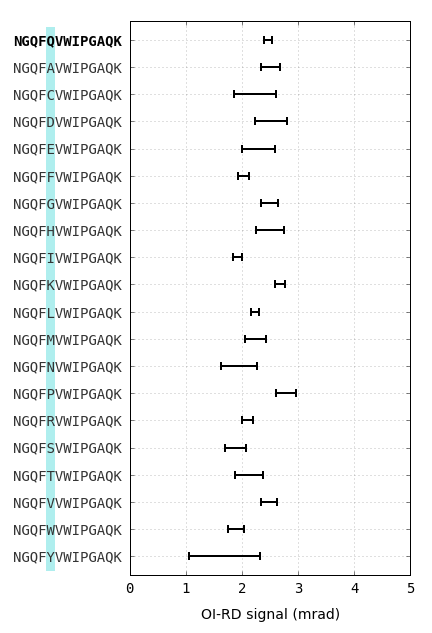 NGQFQVWIPGAQK
NGQFAVWIPGAQK
NGQFCVWIPGAQK
NGQFDVWIPGAQK
NGQFEVWIPGAQK
NGQFFVWIPGAQK
NGQFGVWIPGAQK
NGQFHVWIPGAQK
NGQFIVWIPGAQK
NGQFKVWIPGAQK
NGQFLVWIPGAQK
NGQFMVWIPGAQK
NGQFNVWIPGAQK
NGQFPVWIPGAQK
NGQFRVWIPGAQK
NGQFSVWIPGAQK
NGQFTVWIPGAQK
NGQFVVWIPGAQK
NGQFWVWIPGAQK
NGQFYVWIPGAQK
0 1 2 3 4 5
OI-RD signal (mrad)